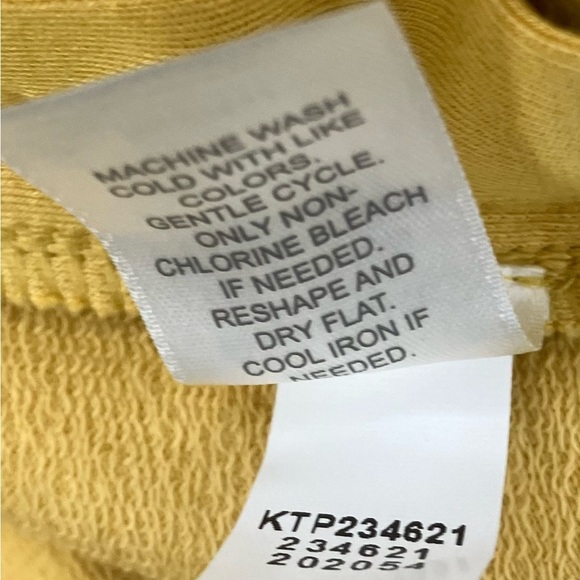 MACHINE WASH
COLD WITH LIKE
COLORS.
GENTLE CYCLE.
ONLY NON-
CHLORINE BLEACH
IF NEEDED.
RESHAPE AND
DRY FLAT.
COOL IRON IF
NEEDED.
KTP234621
234621
202054